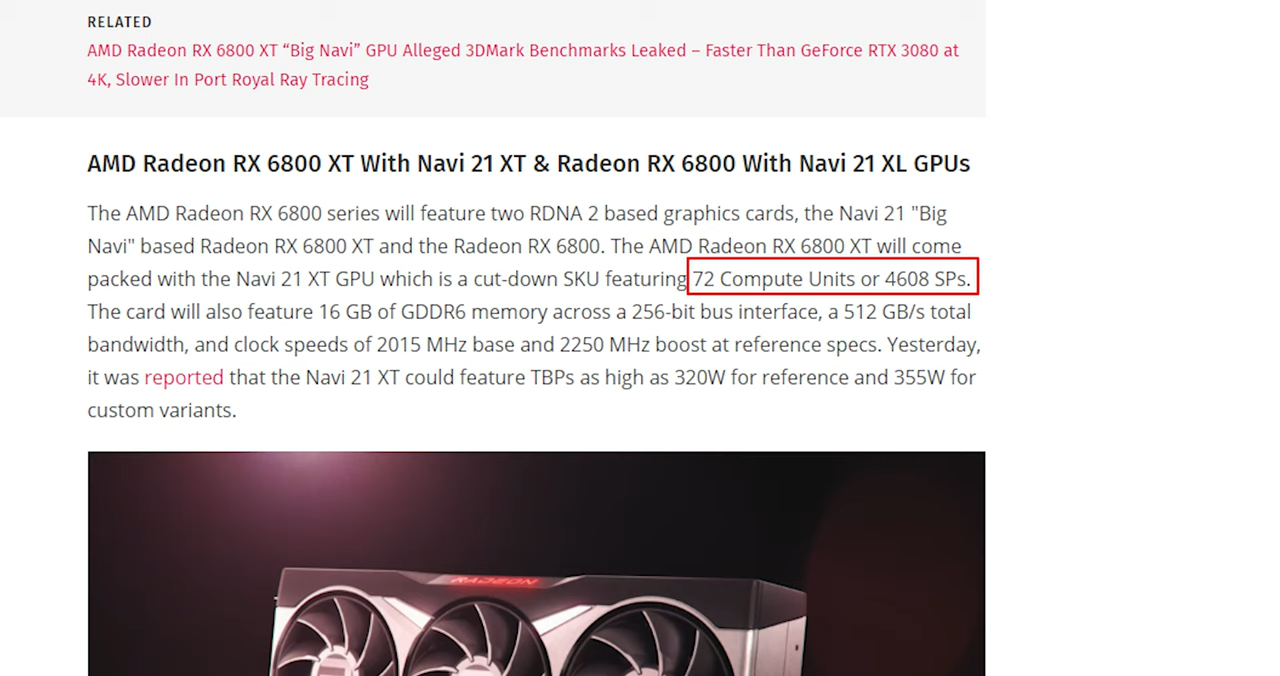 RELATED
AMD Radeon RX 6800 XT “Big Navi” GPU Alleged 3DMark Benchmarks Leaked – Faster Than GeForce RTX 3080 at
4K, Slower In Port Royal Ray Tracing
AMD Radeon RX 6800 XT With Navi 21 XT & Radeon RX 6800 With Navi 21 XL GPUs
The AMD Radeon RX 6800 series will feature two RDNA 2 based graphics cards, the Navi 21 "Big
Navi" based Radeon RX 6800 XT and the Radeon RX 6800. The AMD Radeon RX 6800 XT will come
packed with the Navi 21 XT GPU which is a cut-down SKU featuring 72 Compute Units or 4608 SPs.
The card will also feature 16 GB of GDDR6 memory across a 256-bit bus interface, a 512 GB/s total
bandwidth, and clock speeds of 2015 MHz base and 2250 MHz boost at reference specs. Yesterday,
it was reported that the Navi 21 XT could feature TBPs as high as 320W for reference and 355W for
custom variants.
RADEON